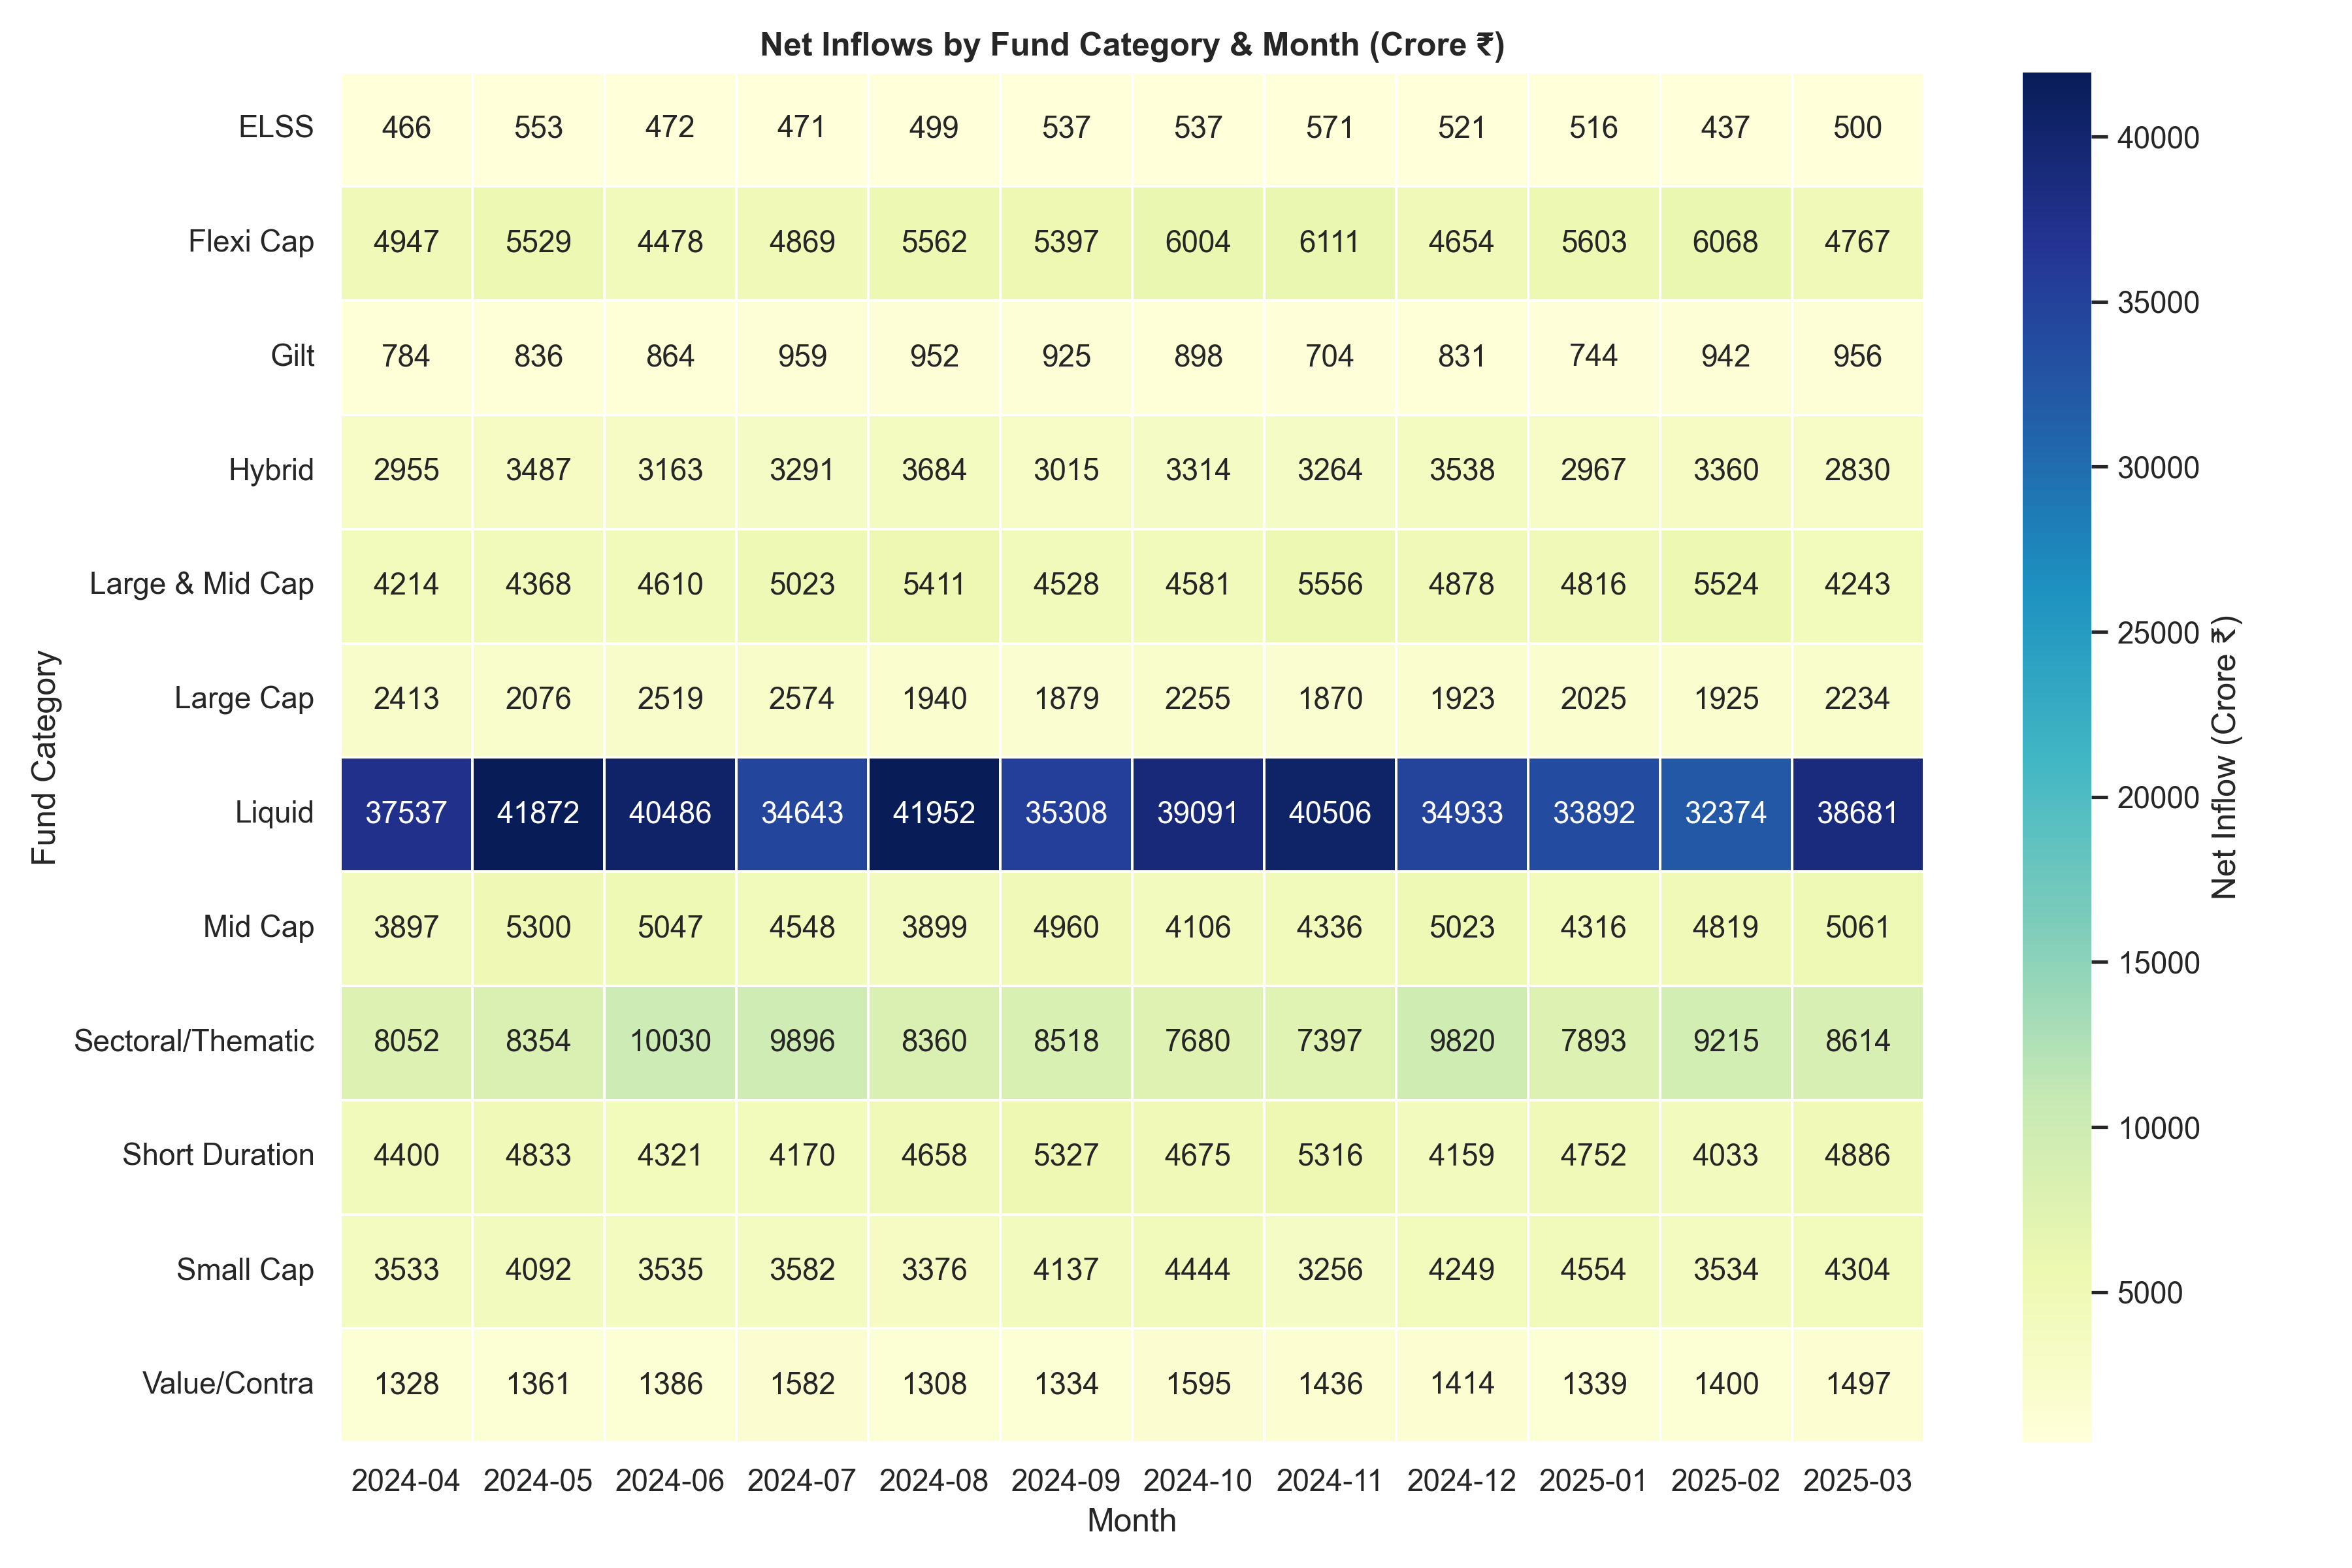 Net Inflows by Fund Category & Month (Crore ₹)
ELSS 466 553 472 471 499 537 537 571 521 516 437 500
Flexi Cap 4947 5529 4478 4869 5562 5397 6004 6111 4654 5603 6068 4767
Gilt 784 836 864 959 952 925 898 704 831 744 942 956
Hybrid 2955 3487 3163 3291 3684 3015 3314 3264 3538 2967 3360 2830
Large & Mid Cap 4214 4368 4610 5023 5411 4528 4581 5556 4878 4816 5524 4243
Large Cap 2413 2076 2519 2574 1940 1879 2255 1870 1923 2025 1925 2234
Liquid 37537 41872 40486 34643 41952 35308 39091 40506 34933 33892 32374 38681
Mid Cap 3897 5300 5047 4548 3899 4960 4106 4336 5023 4316 4819 5061
Sectoral/Thematic 8052 8354 10030 9896 8360 8518 7680 7397 9820 7893 9215 8614
Short Duration 4400 4833 4321 4170 4658 5327 4675 5316 4159 4752 4033 4886
Small Cap 3533 4092 3535 3582 3376 4137 4444 3256 4249 4554 3534 4304
Value/Contra 1328 1361 1386 1582 1308 1334 1595 1436 1414 1339 1400 1497
2024-04 2024-05 2024-06 2024-07 2024-08 2024-09 2024-10 2024-11 2024-12 2025-01 2025-02 2025-03
Month
Fund Category
40000
35000
30000
25000
20000
15000
10000
5000
Net Inflow (Crore ₹)